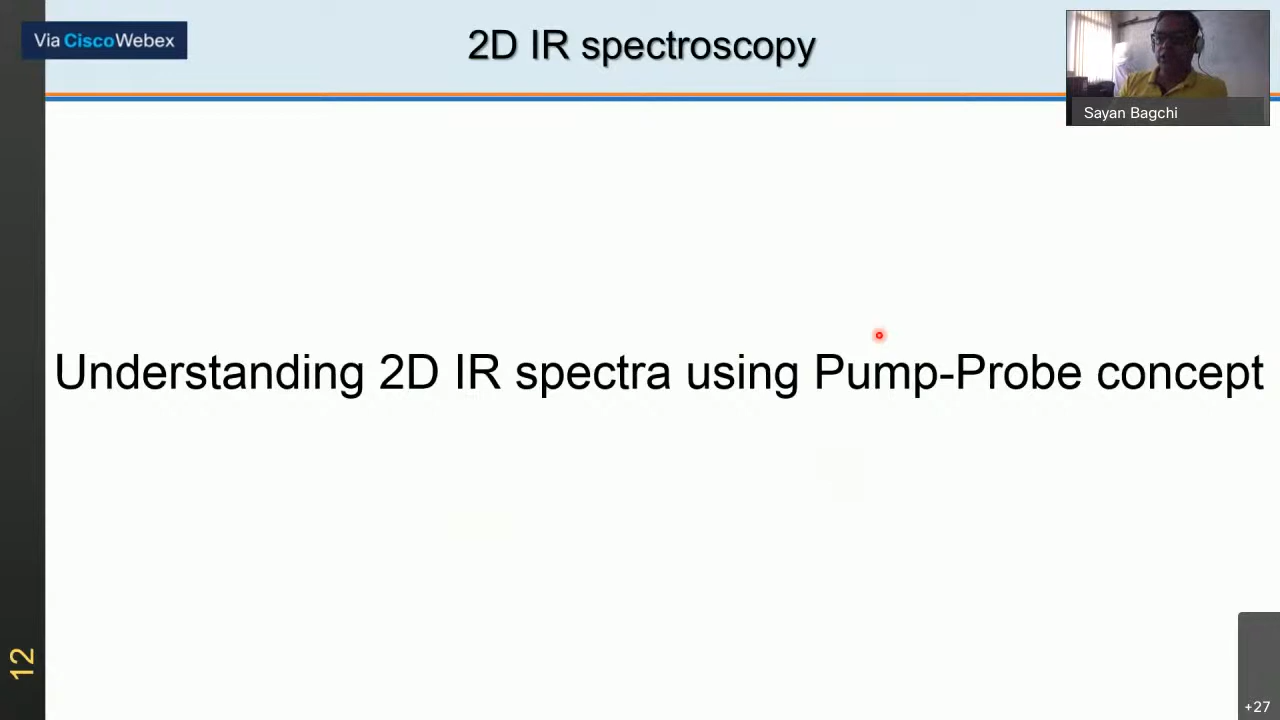 Via CiscoWebex
2D IR spectroscopy
Sayan Bagchi
Understanding 2D IR spectra using Pump-Probe concept
12
+27